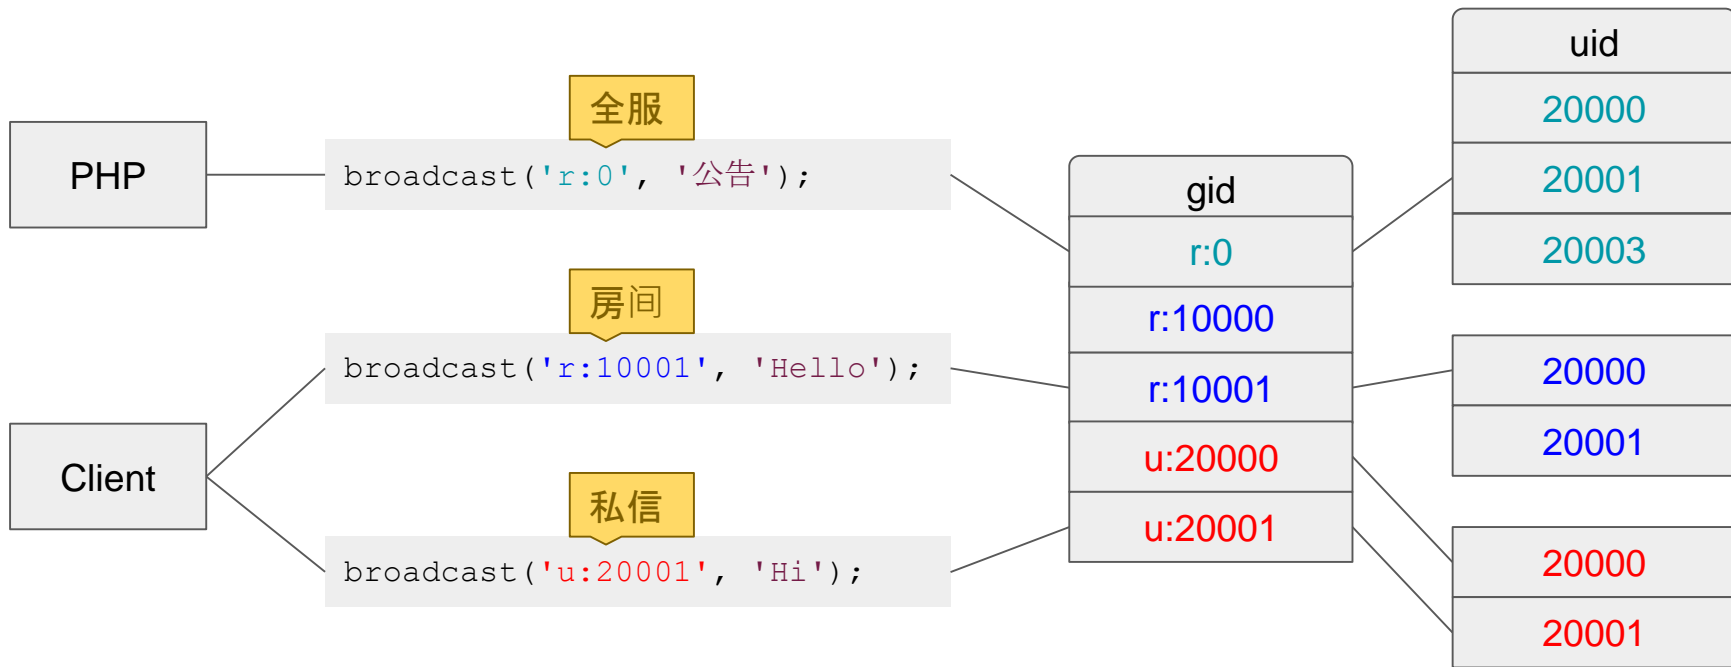 PHP
全服
broadcast('r:0', '公告');
房间
broadcast('r:10001', 'Hello');
Client
私信
broadcast('u:20001', 'Hi');
gid
r:0
r:10000
r:10001
u:20000
u:20001
uid
20000
20001
20003
20000
20001
20000
20001